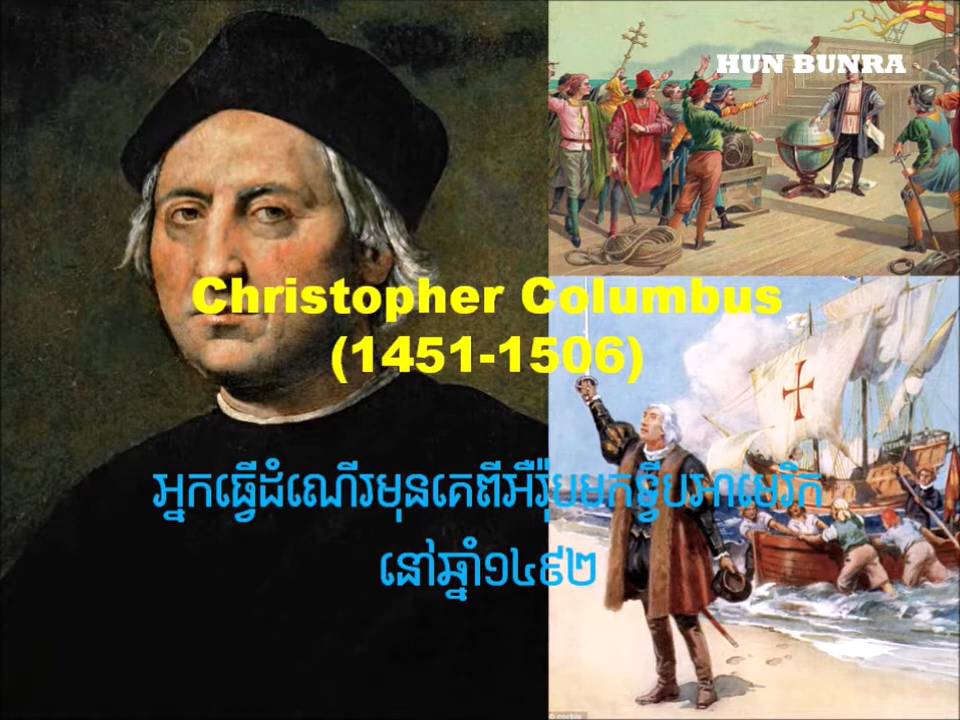 HUN BUNRA
Christopher Columbus
(1451-1506)
អ្នកធ្វើដំណើរមុនគេពីអឺរ៉ុបមកទ្វីបអាមេរិក
នៅឆ្នាំ១៤៩២